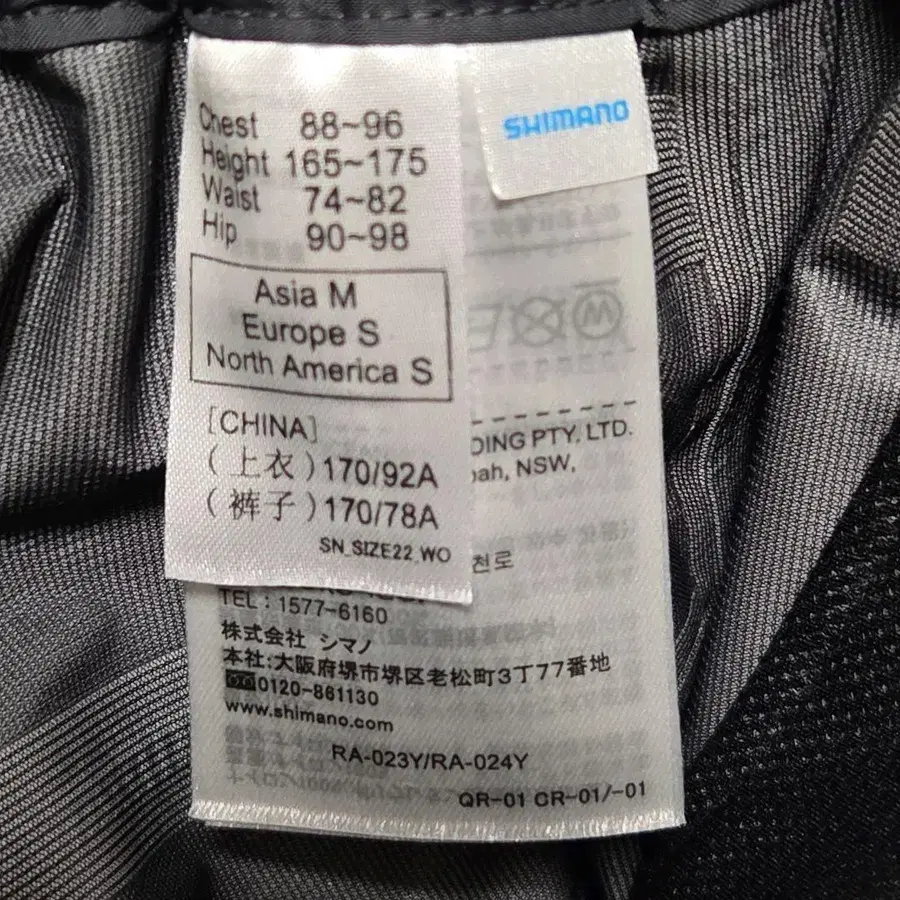 Chest 88~96
Height 165~175
Waist 74~82
Hip 90~98
Asia M
Europe S
North America S
[CHINA]
(上衣)170/92A
(裤子)170/78A
SN_SIZE22_WO
SHIMANO
DING PTY. LTD.
NSW,
천로
TEL : 1577-6160
株式会社 シマノ
本社:大阪府堺市堺区老松町3丁77番地
0120-861130
www.shimano.com
RA-023Y/RA-024Y
QR-01 CR-01/-01